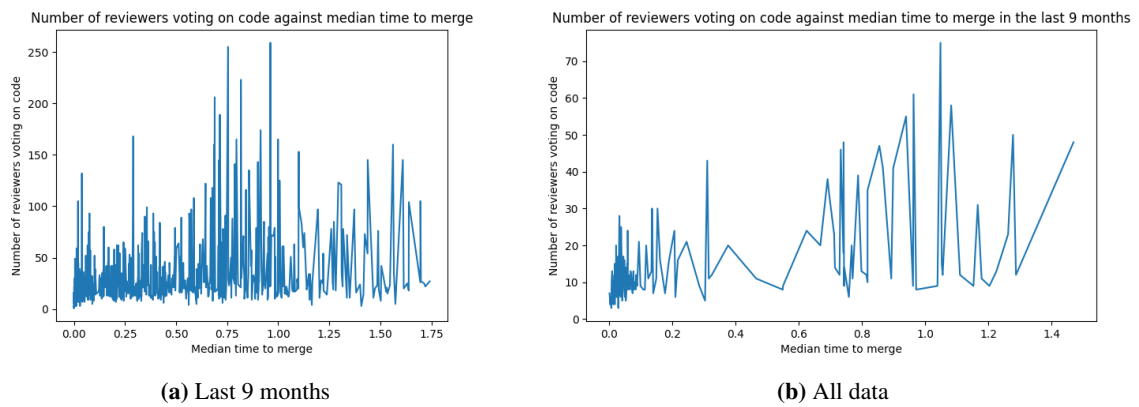 Number of reviewers voting on code against median time to merge
Number of reviewers voting on code
250
200
150
100
50
0
0.00 0.25 0.50 0.75 1.00 1.25 1.50 1.75
Median time to merge
(a) Last 9 months
Number of reviewers voting on code against median time to merge in the last 9 months
Number of reviewers voting on code
70
60
50
40
30
20
10
0
0.0 0.2 0.4 0.6 0.8 1.0 1.2 1.4
Median time to merge
(b) All data